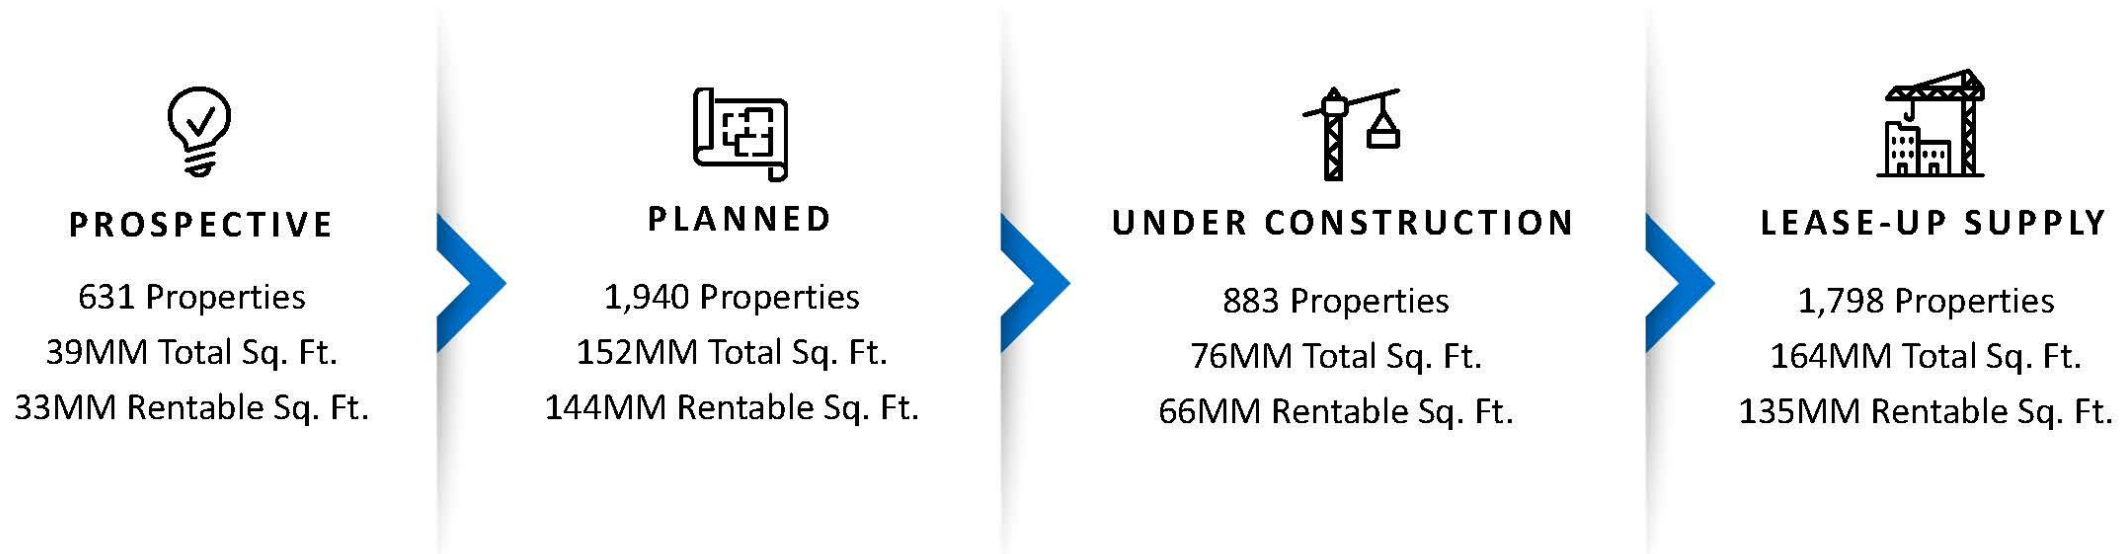 PROSPECTIVE
631 Properties
39MM Total Sq. Ft.
33MM Rentable Sq. Ft.
PLANNED
1,940 Properties
152MM Total Sq. Ft.
144MM Rentable Sq. Ft.
UNDER CONSTRUCTION
883 Properties
76MM Total Sq. Ft.
66MM Rentable Sq. Ft.
LEASE-UP SUPPLY
1,798 Properties
164MM Total Sq. Ft.
135MM Rentable Sq. Ft.